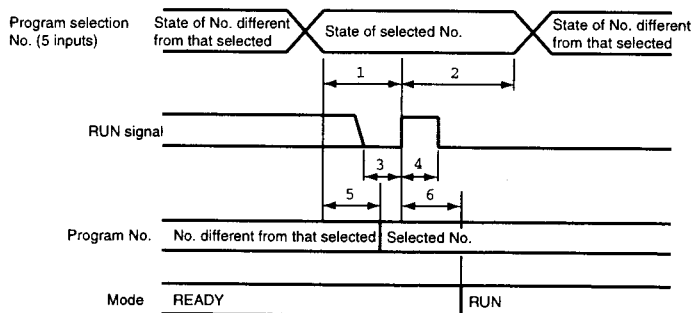 Program selection
No. (5 inputs)
State of No. different
from that selected
State of selected No.
State of No. different
from that selected
1
2
RUN signal
3
4
5
6
Program No.
No. different from that selected
Selected No.
Mode
READY
RUN